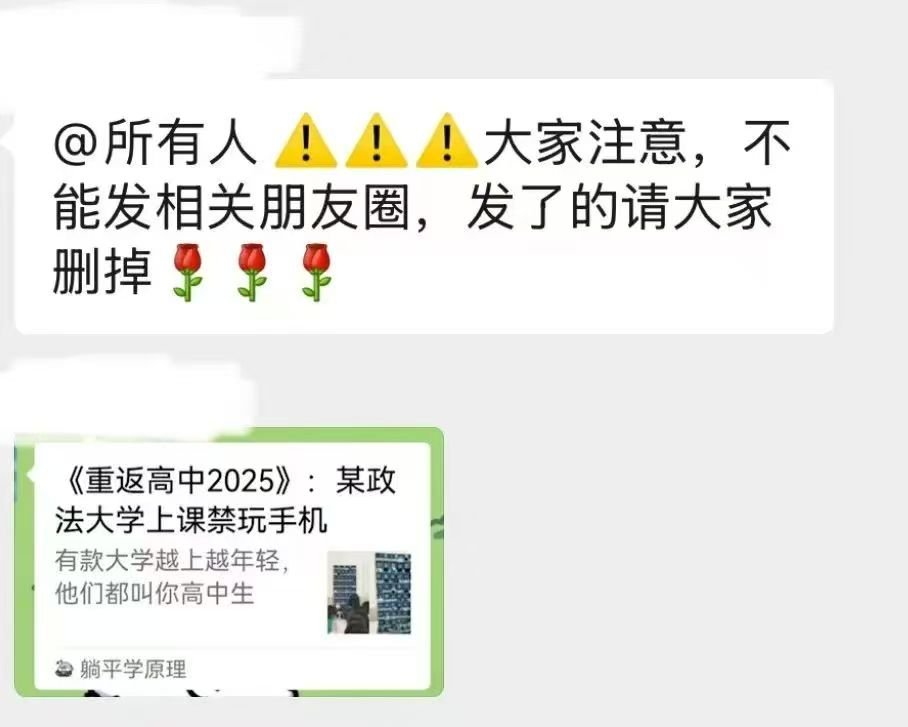 @所有人 ⚠️⚠️⚠️大家注意，不
能发相关朋友圈，发了的请大家
删掉🌹🌹🌹
《重返高中2025》：某政
法大学上课禁玩手机
有款大学越上越年轻，
他们都叫你高中生
躺平学原理